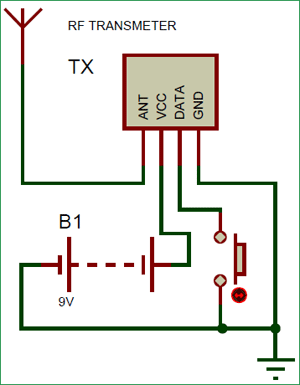 RF TRANSMETER
TX
ANT
VCC
DATA
GND
B1
9V